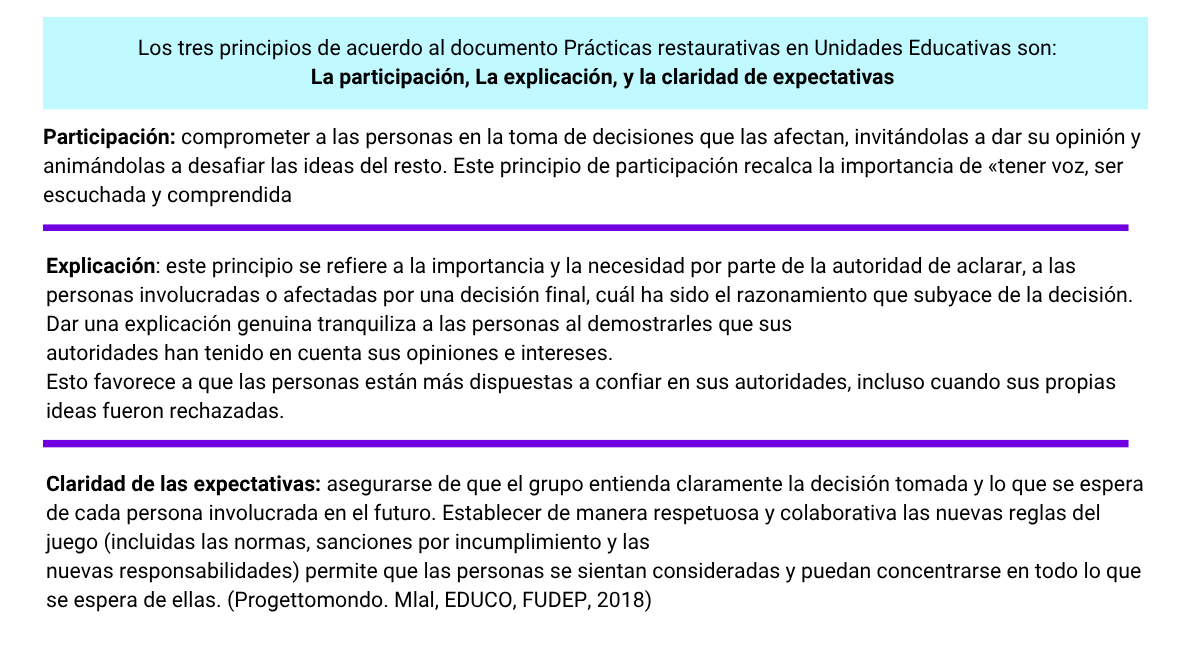 Los tres principios de acuerdo al documento Prácticas restaurativas en Unidades Educativas son:
La participación, La explicación, y la claridad de expectativas
Participación: comprometer a las personas en la toma de decisiones que las afectan, invitándolas a dar su opinión y
animándolas a desafiar las ideas del resto. Este principio de participación recalca la importancia de «tener voz, ser
escuchada y comprendida
Explicación: este principio se refiere a la importancia y la necesidad por parte de la autoridad de aclarar, a las
personas involucradas o afectadas por una decisión final, cuál ha sido el razonamiento que subyace de la decisión.
Dar una explicación genuina tranquiliza a las personas al demostrarles que sus
autoridades han tenido en cuenta sus opiniones e intereses.
Esto favorece a que las personas están más dispuestas a confiar en sus autoridades, incluso cuando sus propias
ideas fueron rechazadas.
Claridad de las expectativas: asegurarse de que el grupo entienda claramente la decisión tomada y lo que se espera
de cada persona involucrada en el futuro. Establecer de manera respetuosa y colaborativa las nuevas reglas del
juego (incluidas las normas, sanciones por incumplimiento y las
nuevas responsabilidades) permite que las personas se sientan consideradas y puedan concentrarse en todo lo que
se espera de ellas. (Progettomondo. Mlal, EDUCO, FUDEP, 2018)